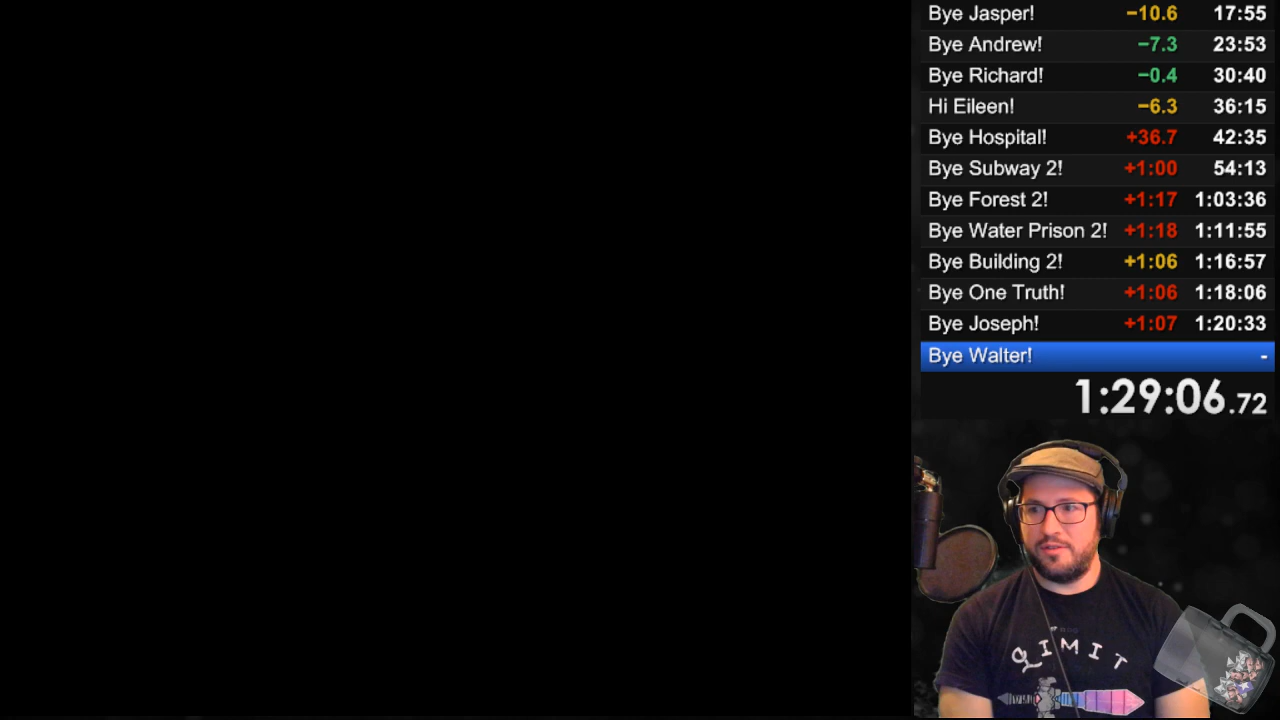 Bye Jasper! −10.6 17:55
Bye Andrew! −7.3 23:53
Bye Richard! −0.4 30:40
Hi Eileen! −6.3 36:15
Bye Hospital! +36.7 42:35
Bye Subway 2! +1:00 54:13
Bye Forest 2! +1:17 1:03:36
Bye Water Prison 2! +1:18 1:11:55
Bye Building 2! +1:06 1:16:57
Bye One Truth! +1:06 1:18:06
Bye Joseph! +1:07 1:20:33
Bye Walter! -
1:29:06.72
QIMIT